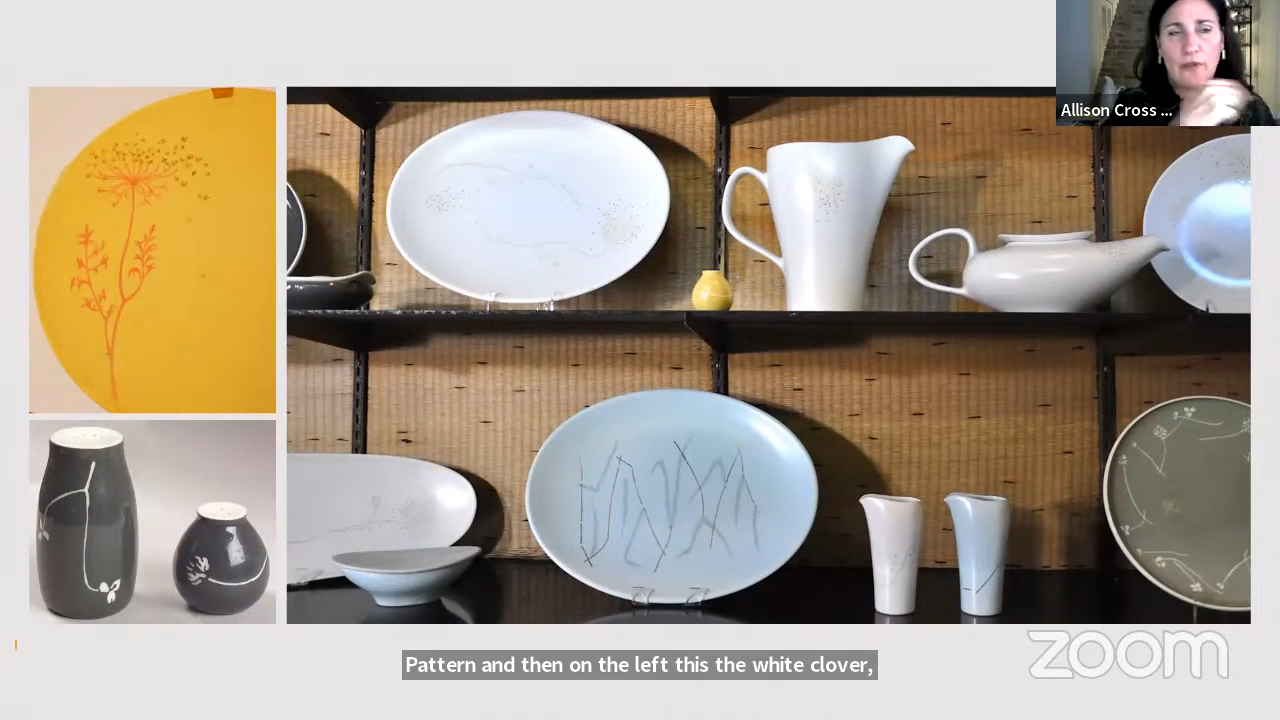 Allison Cross ...
Pattern and then on the left this the white clover,
zoom